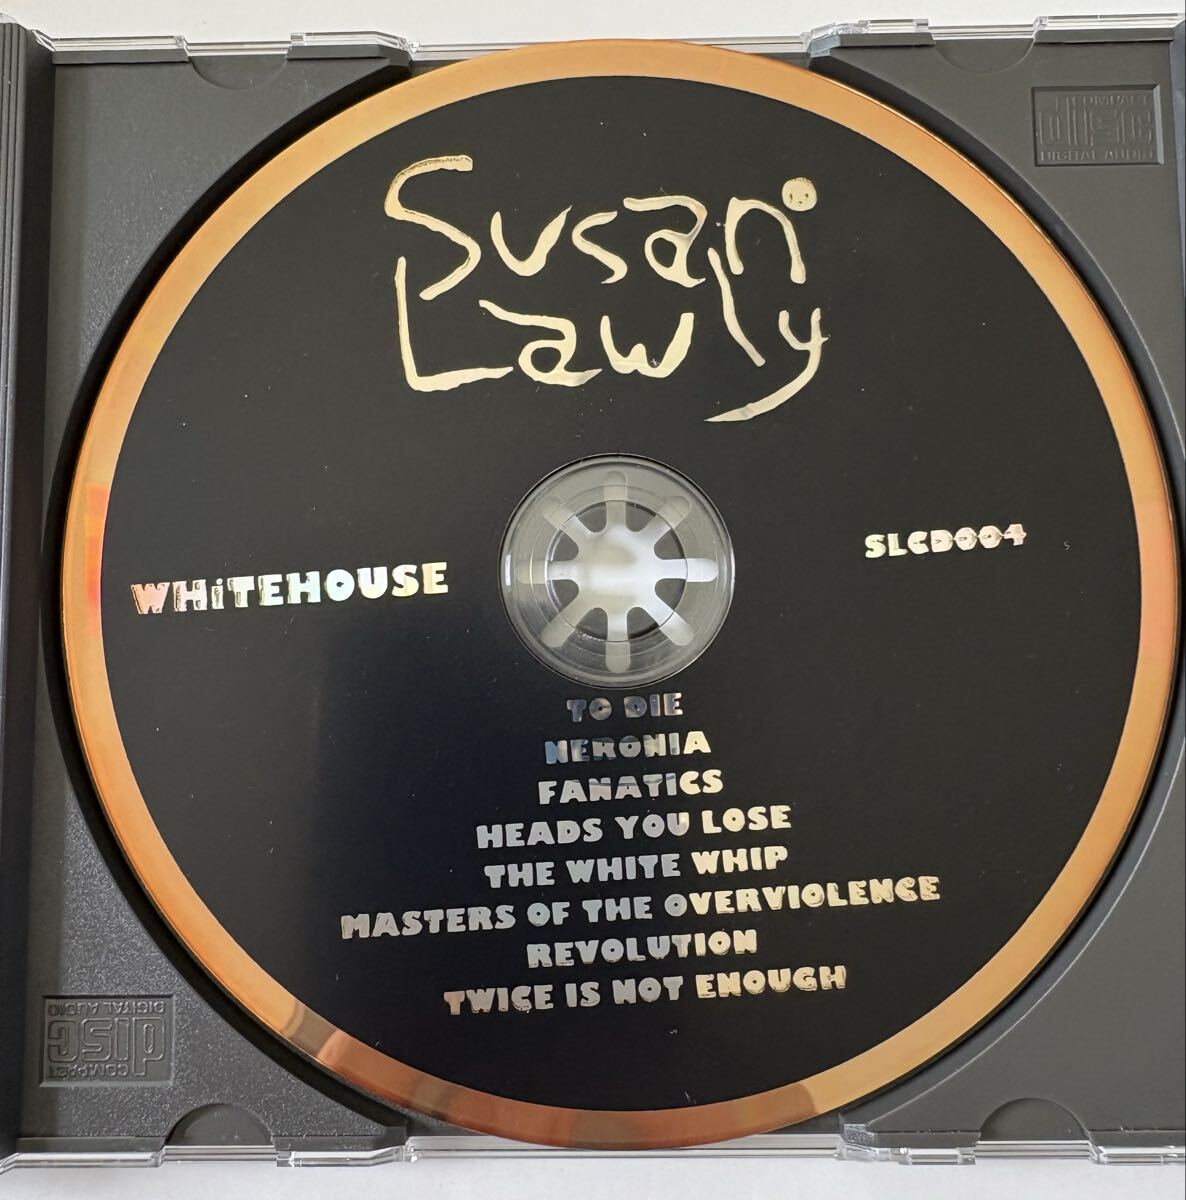 COMPACT
disc
DIGITAL AUDIO
Susan
Lawly
SLCD004
WHiTEHOUSE
TO DIE
NERONIA
FANATICS
HEADS YOU LOSE
THE WHITE WHIP
MASTERS OF THE OVERVIOLENCE
REVOLUTION
TWICE IS NOT ENOUGH
COMPACT
disc
DIGITAL AUDIO